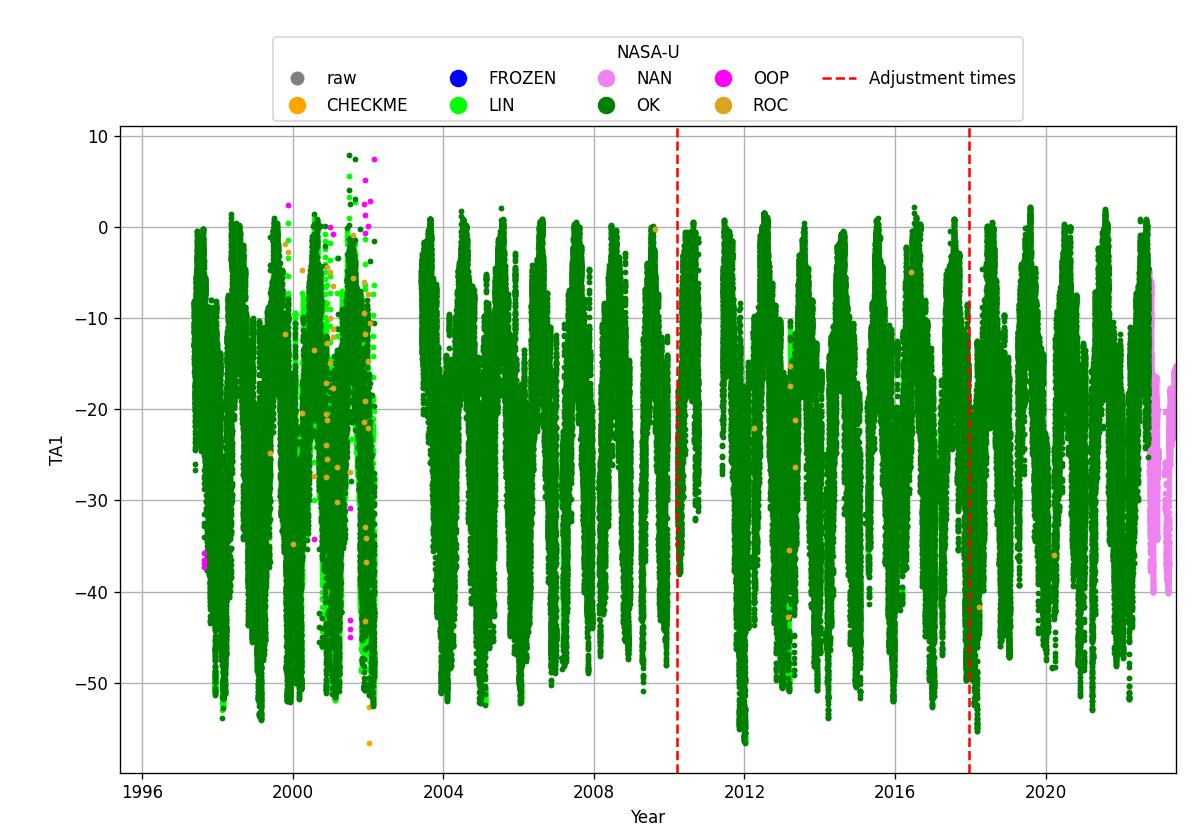 NASA-U
raw FROZEN NAN OOP Adjustment times
CHECKME LIN OK ROC
10
0
−10
−20
−30
−40
−50
TA1
1996 2000 2004 2008 2012 2016 2020
Year